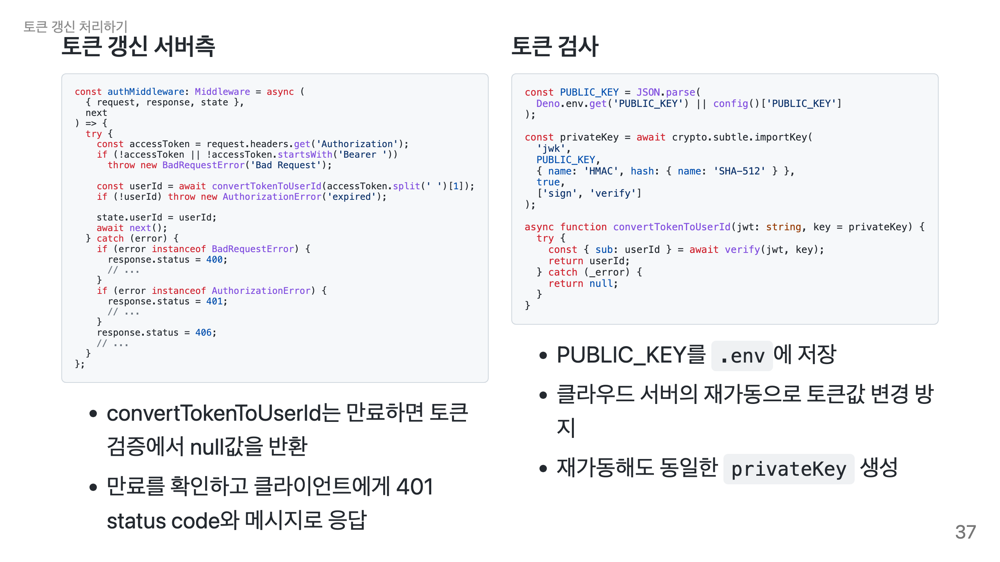 토큰 갱신 처리하기
토큰 갱신 서버측
const authMiddleware: Middleware = async (
  { request, response, state },
  next
) => {
  try {
    const accessToken = request.headers.get('Authorization');
    if (!accessToken || !accessToken.startsWith('Bearer '))
      throw new BadRequestError('Bad Request');

    const userId = await convertTokenToUserId(accessToken.split(' ')[1]);
    if (!userId) throw new AuthorizationError('expired');

    state.userId = userId;
    await next();
  } catch (error) {
    if (error instanceof BadRequestError) {
      response.status = 400;
      // ...
    }
    if (error instanceof AuthorizationError) {
      response.status = 401;
      // ...
    }
    response.status = 406;
    // ...
  }
};
• convertTokenToUserId는 만료하면 토큰
검증에서 null값을 반환
• 만료를 확인하고 클라이언트에게 401
status code와 메시지로 응답
토큰 검사
const PUBLIC_KEY = JSON.parse(
  Deno.env.get('PUBLIC_KEY') || config()['PUBLIC_KEY']
);

const privateKey = await crypto.subtle.importKey(
  'jwk',
  PUBLIC_KEY,
  { name: 'HMAC', hash: { name: 'SHA-512' } },
  true,
  ['sign', 'verify']
);

async function convertTokenToUserId(jwt: string, key = privateKey) {
  try {
    const { sub: userId } = await verify(jwt, key);
    return userId;
  } catch (_error) {
    return null;
  }
}
• PUBLIC_KEY를 .env에 저장
• 클라우드 서버의 재가동으로 토큰값 변경 방
지
• 재가동해도 동일한 privateKey 생성
37